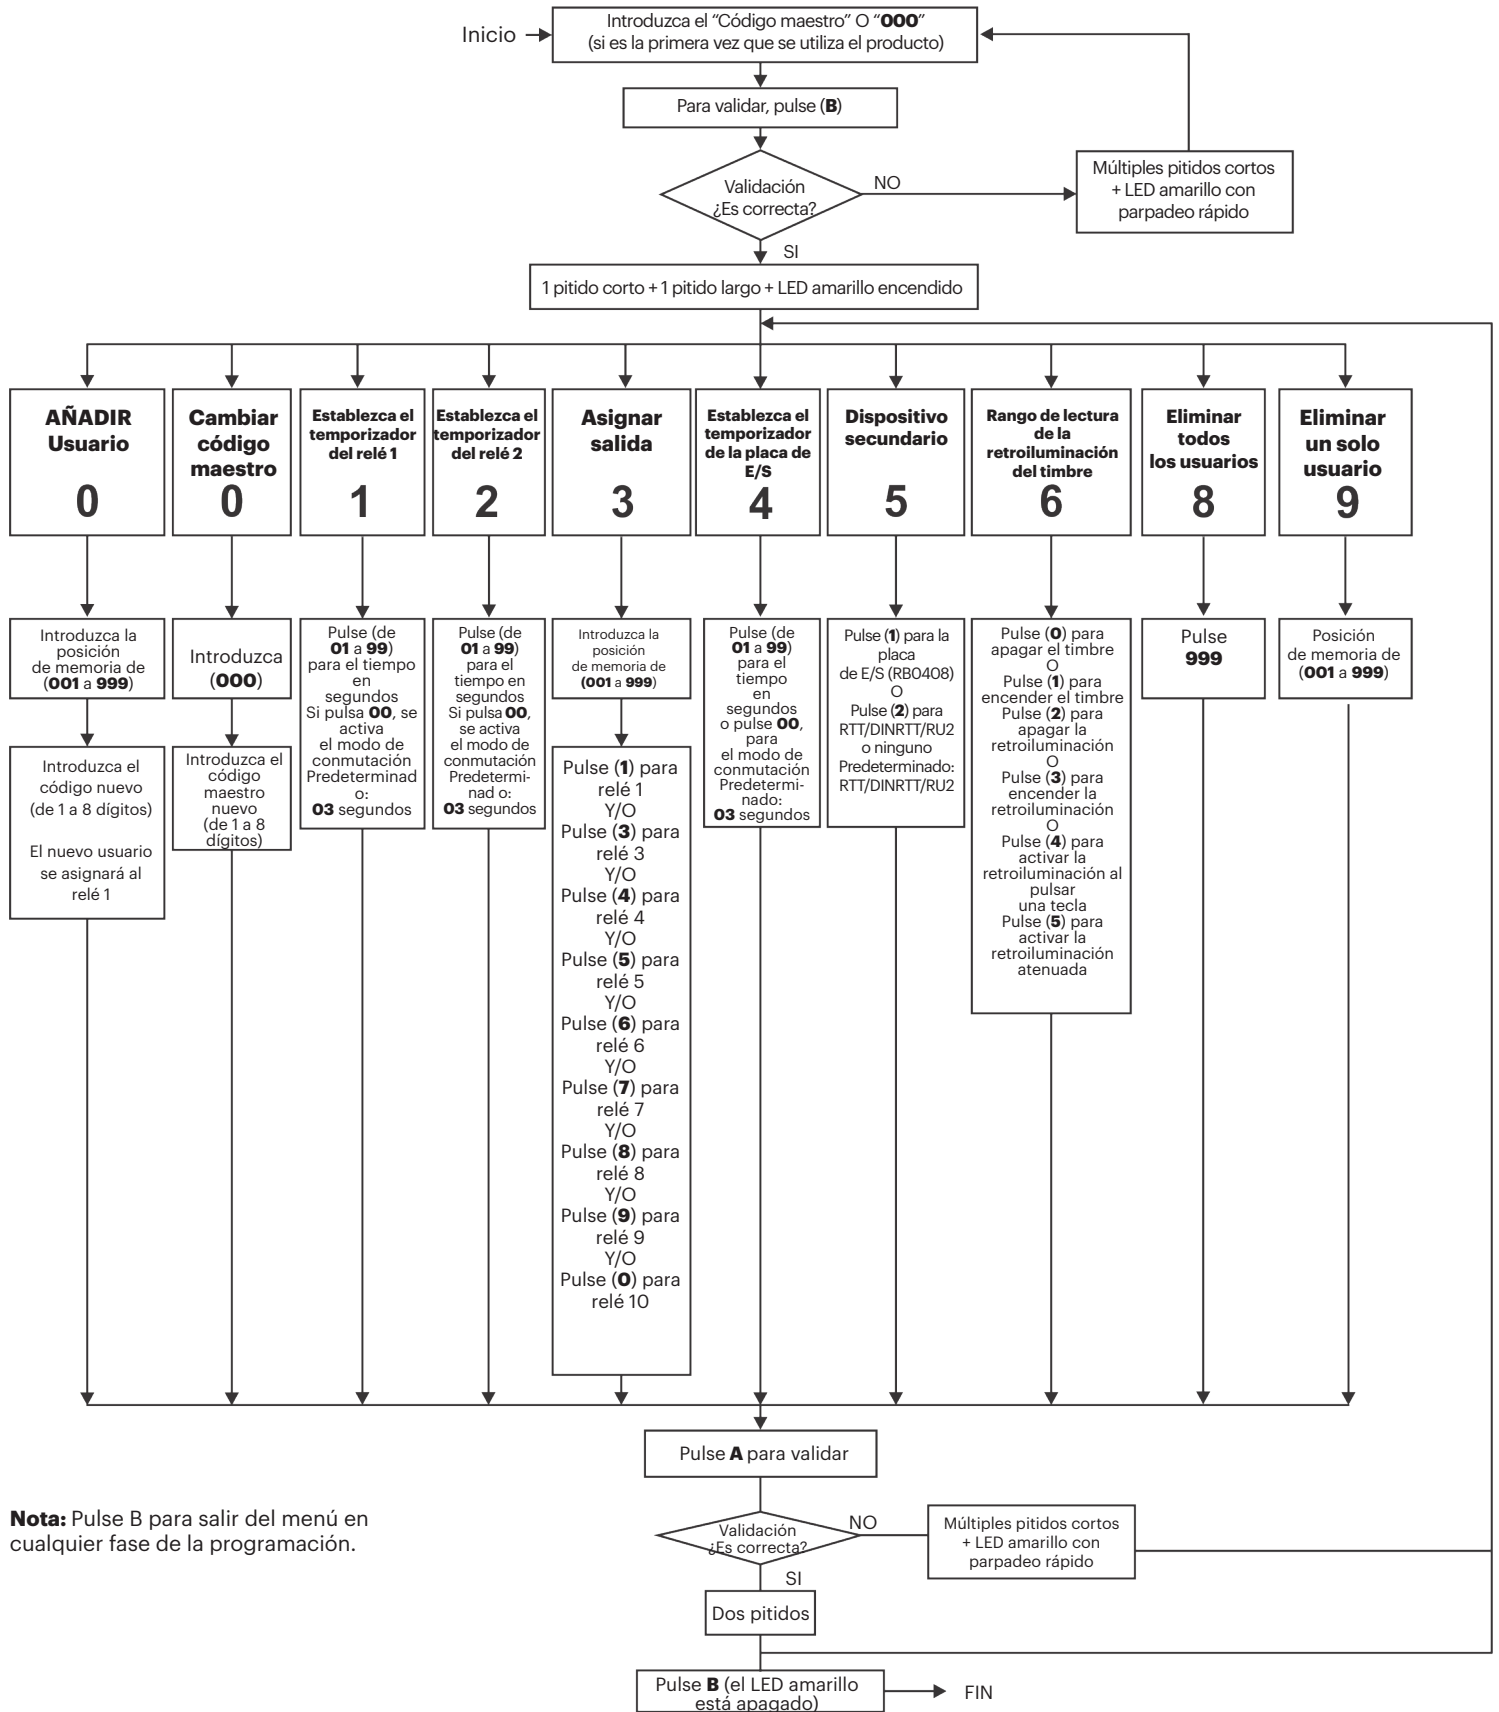 Inicio
Introduzca el “Código maestro” O “000”
(si es la primera vez que se utiliza el producto)
Para validar, pulse (B)
Validación
¿Es correcta?
NO
Múltiples pitidos cortos
+ LED amarillo con
parpadeo rápido
SI
1 pitido corto + 1 pitido largo + LED amarillo encendido
AÑADIR
Usuario
0
Cambiar
código
maestro
0
Establezca el
temporizador
del relé 1
1
Establezca el
temporizador
del relé 2
2
Asignar
salida
3
Establezca el
temporizador
de la placa de
E/S
4
Dispositivo
secundario
5
Rango de lectura
de la
retroiluminación
del timbre
6
Eliminar
todos
los usuarios
8
Eliminar
un solo
usuario
9
Introduzca la
posición
de memoria de
(001 a 999)
Introduzca el
código nuevo
(de 1 a 8 dígitos)
El nuevo usuario
se asignará al
relé 1
Introduzca
(000)
Introduzca el
código
maestro
nuevo
(de 1 a 8
dígitos)
Pulse (de
01 a 99)
para el tiempo
en
segundos
Si pulsa 00, se
activa
el modo de
conmutación
Predeterminad
o:
03 segundos
Pulse (de
01 a 99)
para el
tiempo en
segundos
Si pulsa 00,
se activa
el modo de
conmutación
Predetermi-
nad o:
03 segundos
Introduzca la
posición
de memoria de
(001 a 999)
Pulse (1) para
relé 1
Y/O
Pulse (3) para
relé 3
Y/O
Pulse (4) para
relé 4
Y/O
Pulse (5) para
relé 5
Y/O
Pulse (6) para
relé 6
Y/O
Pulse (7) para
relé 7
Y/O
Pulse (8) para
relé 8
Y/O
Pulse (9) para
relé 9
Y/O
Pulse (0) para
relé 10
Pulse (de
01 a 99)
para el
tiempo
en
segundos
o pulse 00,
para
el modo de
conmutación
Predetermi-
nado:
03 segundos
Pulse (1) para la
placa
de E/S (RB0408)
O
Pulse (2) para
RTT/DINRTT/RU2
o ninguno
Predeterminado:
RTT/DINRTT/RU2
Pulse (0) para
apagar el timbre
O
Pulse (1) para
encender el timbre
Pulse (2) para
apagar la
retroiluminación
O
Pulse (3) para
encender la
retroiluminación
O
Pulse (4) para
activar la
retroiluminación al
pulsar
una tecla
Pulse (5) para
activar la
retroiluminación
atenuada
Pulse
999
Posición
de memoria de
(001 a 999)
Pulse A para validar
Validación
¿Es correcta?
NO
Múltiples pitidos cortos
+ LED amarillo con
parpadeo rápido
SI
Dos pitidos
Pulse B (el LED amarillo
está apagado)
FIN
Nota: Pulse B para salir del menú en
cualquier fase de la programación.